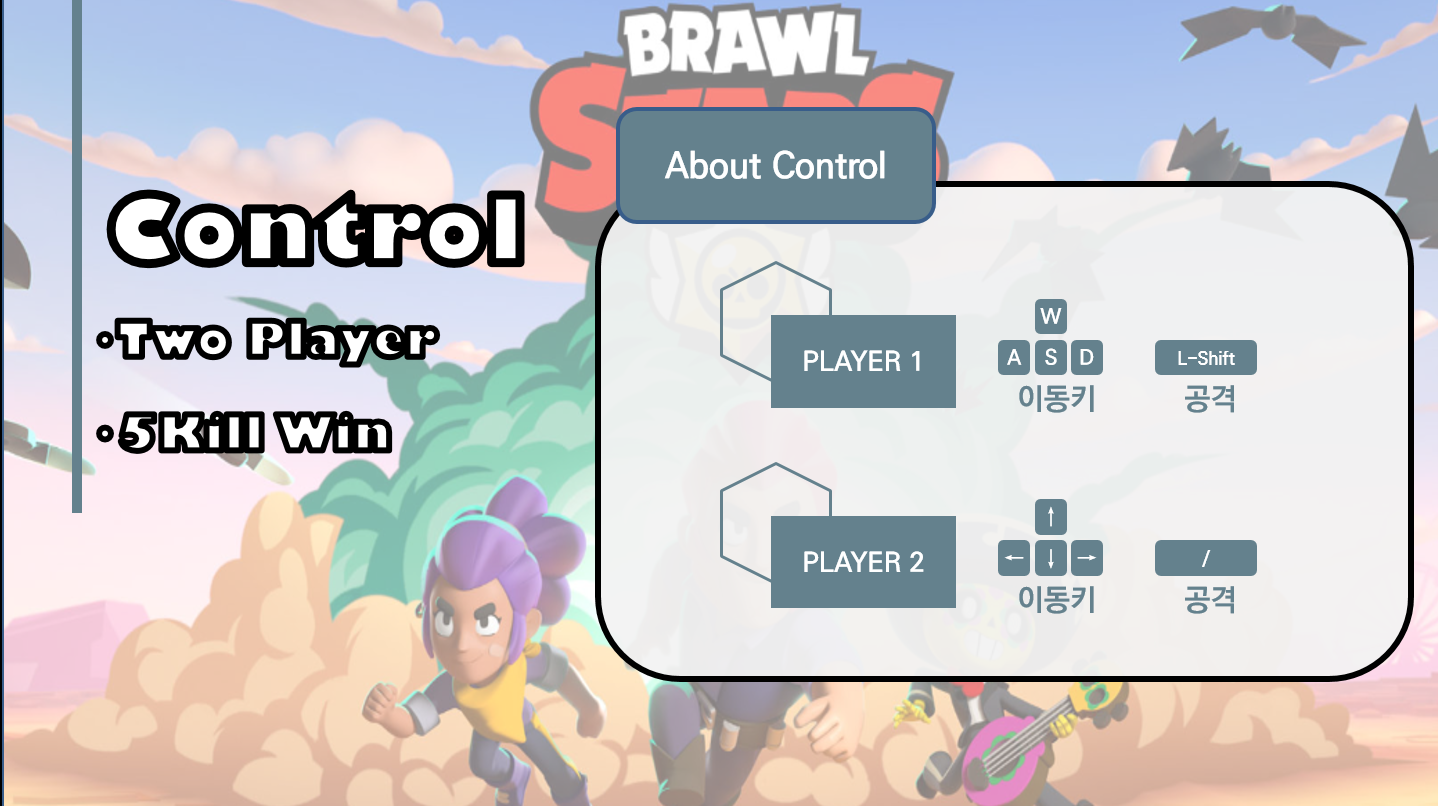 BRAWL
STARS
About Control
Control
•Two Player
•5Kill Win
PLAYER 1
W
A S D
이동키
L-Shift
공격
PLAYER 2
↑
← ↓ →
이동키
/
공격